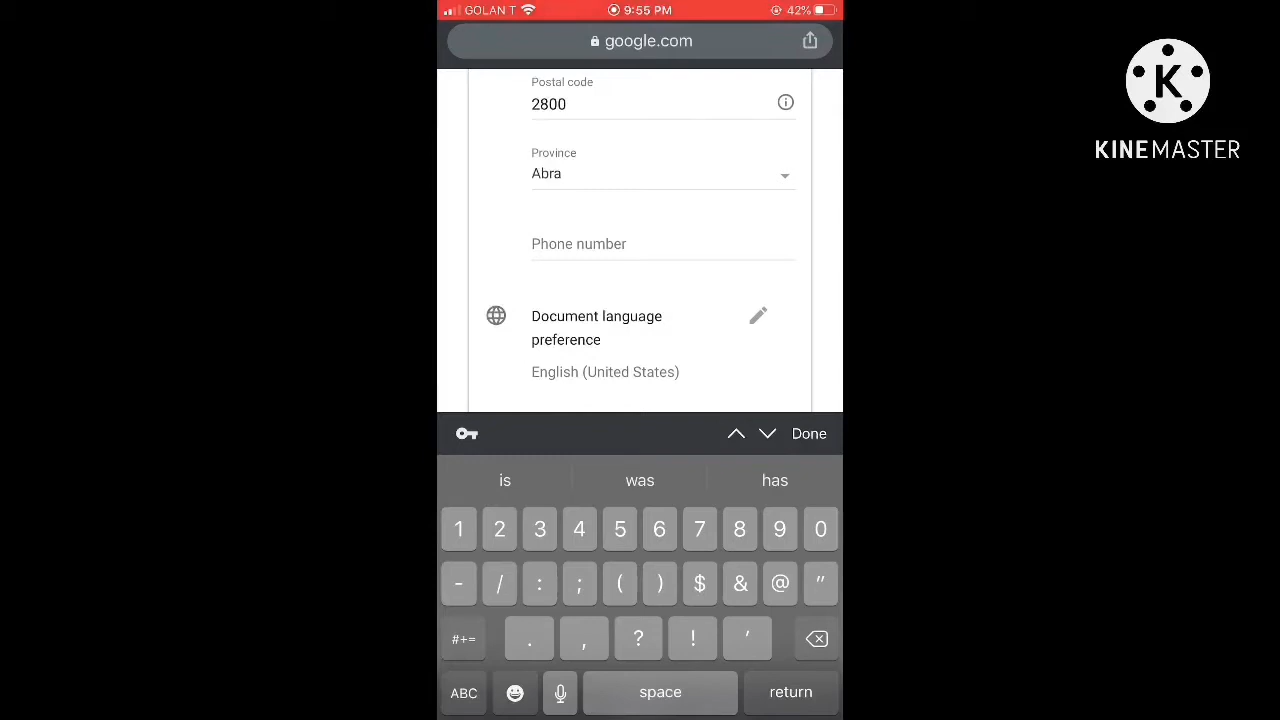 GOLAN T 9:55 PM 42%
google.com
Postal code
2800
Province
Abra
Phone number
Document language
preference
English (United States)
Done
is was has
1 2 3 4 5 6 7 8 9 0
- / : ; ( ) $ & @ "
#+= . , ? ! '
ABC space return
K
KINEMASTER